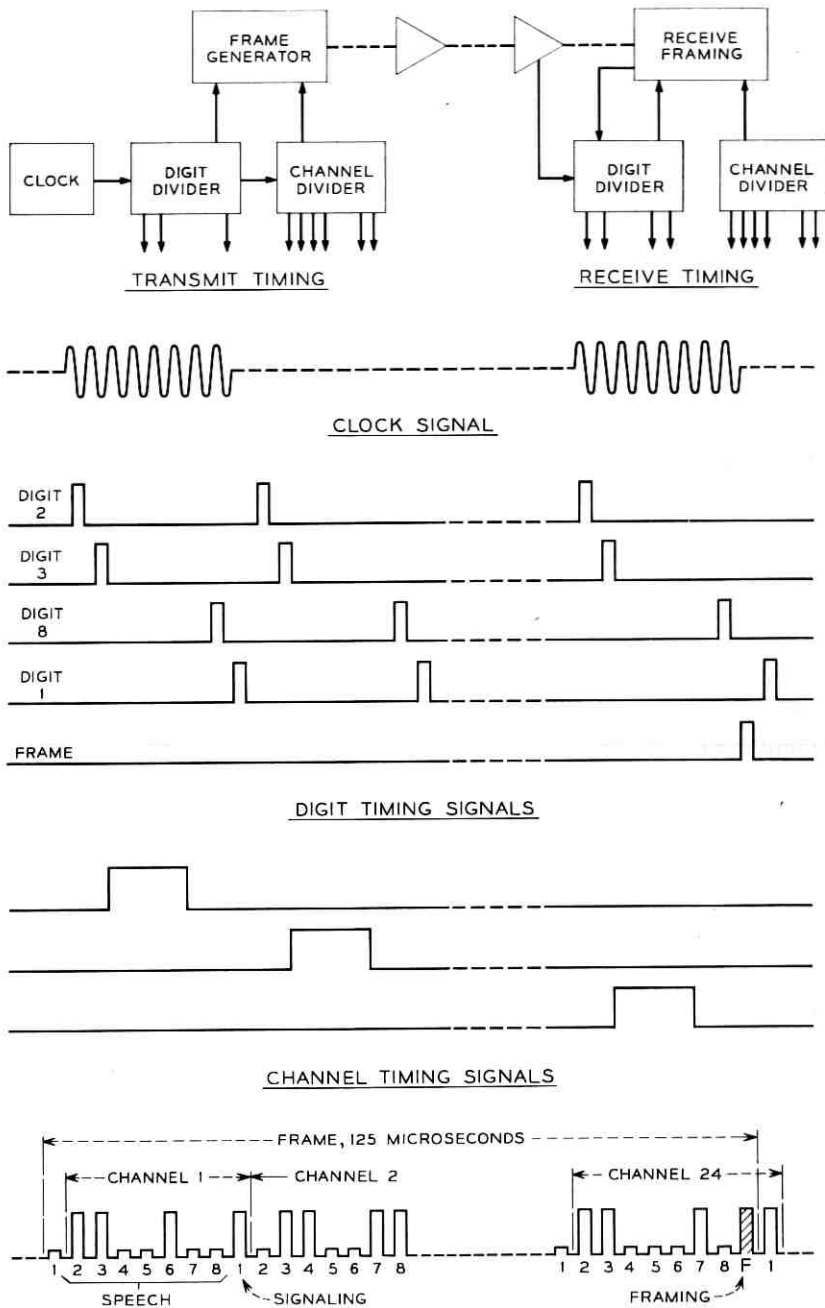 FRAME
GENERATOR
RECEIVE
FRAMING
CLOCK
DIGIT
DIVIDER
CHANNEL
DIVIDER
DIGIT
DIVIDER
CHANNEL
DIVIDER
TRANSMIT TIMING
RECEIVE TIMING
CLOCK SIGNAL
DIGIT
2
DIGIT
3
DIGIT
8
DIGIT
1
FRAME
DIGIT TIMING SIGNALS
CHANNEL TIMING SIGNALS
FRAME, 125 MICROSECONDS
CHANNEL 1
CHANNEL 2
CHANNEL 24
1 2 3 4 5 6 7 8 1 2 3 4 5 6 7 8
1 2 3 4 5 6 7 8 F 1
SPEECH
SIGNALING
FRAMING